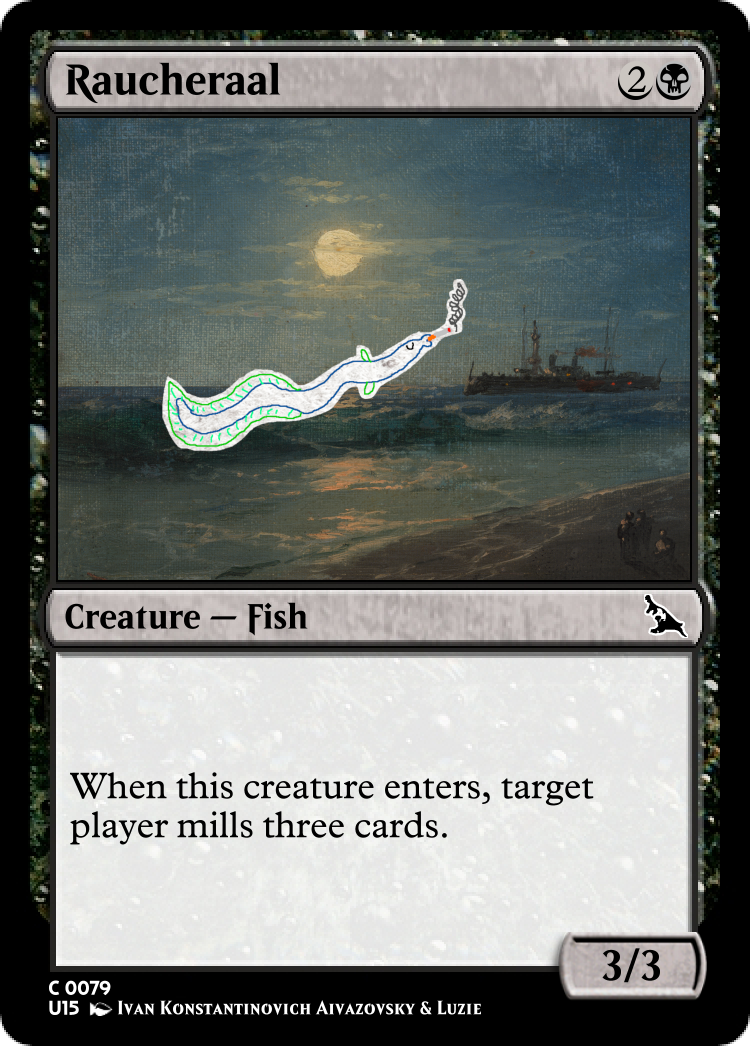 Raucheraal 2
Creature — Fish
When this creature enters, target
player mills three cards.
3/3
C 0079
U15 Ivan Konstantinovich Aivazovsky & Luzie